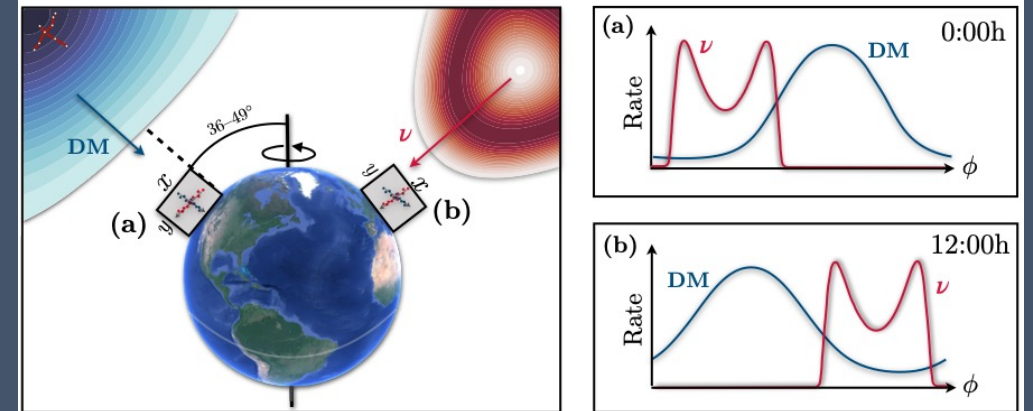 DM
36–49°
ν
x
y
(a)
y
x
(b)
(a)
0:00h
ν
DM
Rate
ϕ
(b)
12:00h
DM
ν
Rate
ϕ